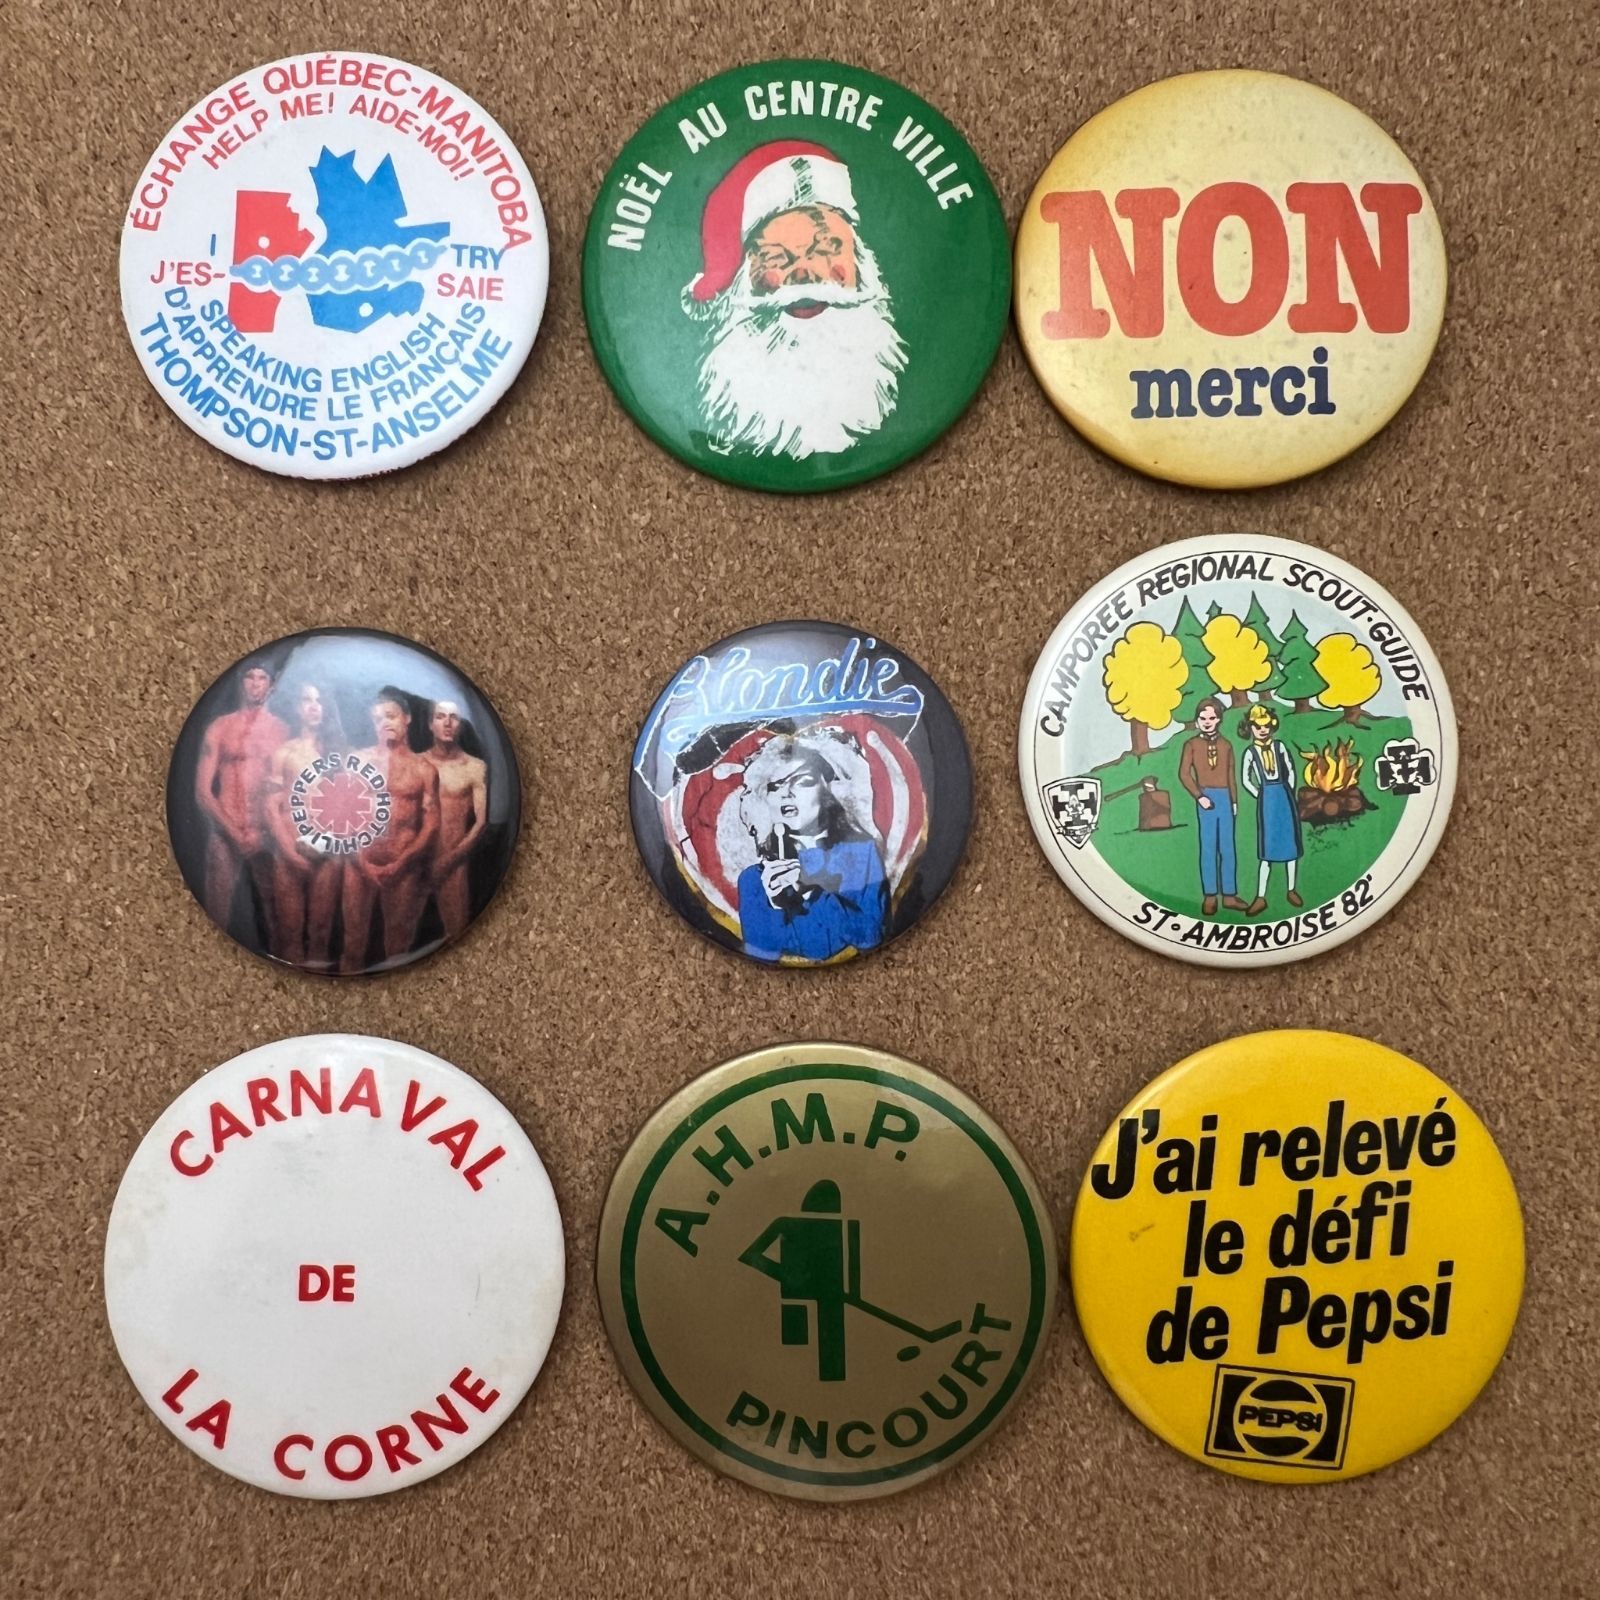 ÉCHANGE QUÉBEC-MANITOBA
HELP ME! AIDE-MOI!
I TRY
J'ES- SAIE
SPEAKING ENGLISH
D'APPRENDRE LE FRANÇAIS
THOMPSON-ST-ANSELME
NOËL AU CENTRE VILLE
NON
merci
RED HOT CHILI PEPPERS
Blondie
CAMPORÉE RÉGIONAL SCOUT·GUIDE
ST·AMBROISE 82'
CARNAVAL
DE
LA CORNE
A.H.M.P.
PINCOURT
J'ai relevé
le défi
de Pepsi
PEPSI